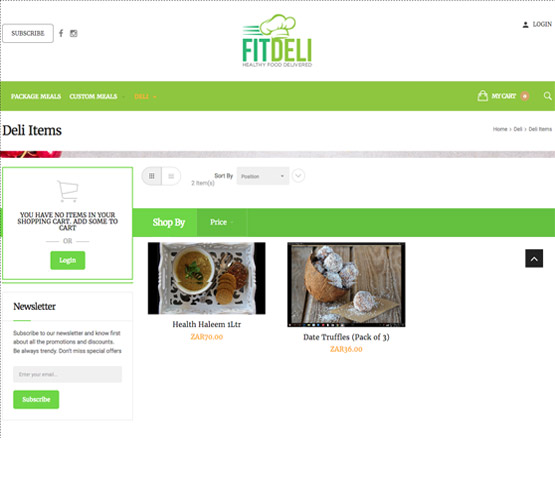 SUBSCRIBE
FITDELI
HEALTHY FOOD DELIVERED
LOGIN
PACKAGE MEALS CUSTOM MEALS DELI
MY CART 0
Deli Items
Home > Deli > Deli Items
YOU HAVE NO ITEMS IN YOUR
SHOPPING CART. ADD SOME TO
CART
OR
Login
2 Item(s)
Sort By Position
Shop By Price
Health Haleem 1Ltr
ZAR70.00
Date Truffles (Pack of 3)
ZAR36.00
Newsletter
Subscribe to our newsletter and know first
about all the promotions and discounts.
Be always trendy. Don't miss special offers
Enter your email...
Subscribe